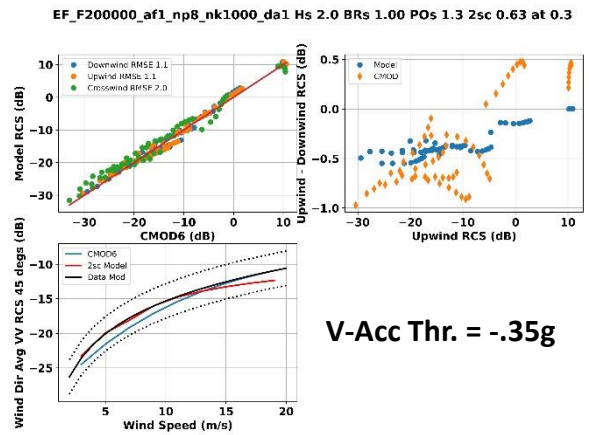 EF_F200000_af1_np8_nk1000_da1 Hs 2.0 BRs 1.00 POs 1.3 2sc 0.63 at 0.3
Model RCS (dB)
10
0
−10
−20
−30
Downwind RMSE 1.1
Upwind RMSE 1.1
Crosswind RMSE 2.0
−30 −20 −10 0 10
CMOD6 (dB)
Upwind - Downwind RCS (dB)
0.5
0.0
−0.5
−1.0
Model
CMOD
−30 −20 −10 0 10
Upwind RCS (dB)
Wind Dir Avg VV RCS 45 degs (dB)
−10
−15
−20
−25
CMOD6
2sc Model
Data Mod
5 10 15 20
Wind Speed (m/s)
V-Acc Thr. = -.35g